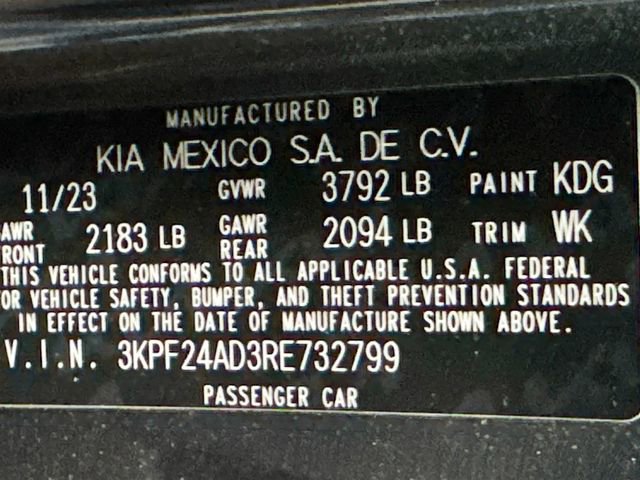 MANUFACTURED BY
KIA MEXICO S.A. DE C.V.
11/23 GVWR 3792 LB PAINT KDG
AWR RONT 2183 LB GAWR REAR 2094 LB TRIM WK
THIS VEHICLE CONFORMS TO ALL APPLICABLE U.S.A. FEDERAL
OR VEHICLE SAFETY, BUMPER, AND THEFT PREVENTION STANDARDS
IN EFFECT ON THE DATE OF MANUFACTURE SHOWN ABOVE.
V.I.N. 3KPF24AD3RE732799
PASSENGER CAR